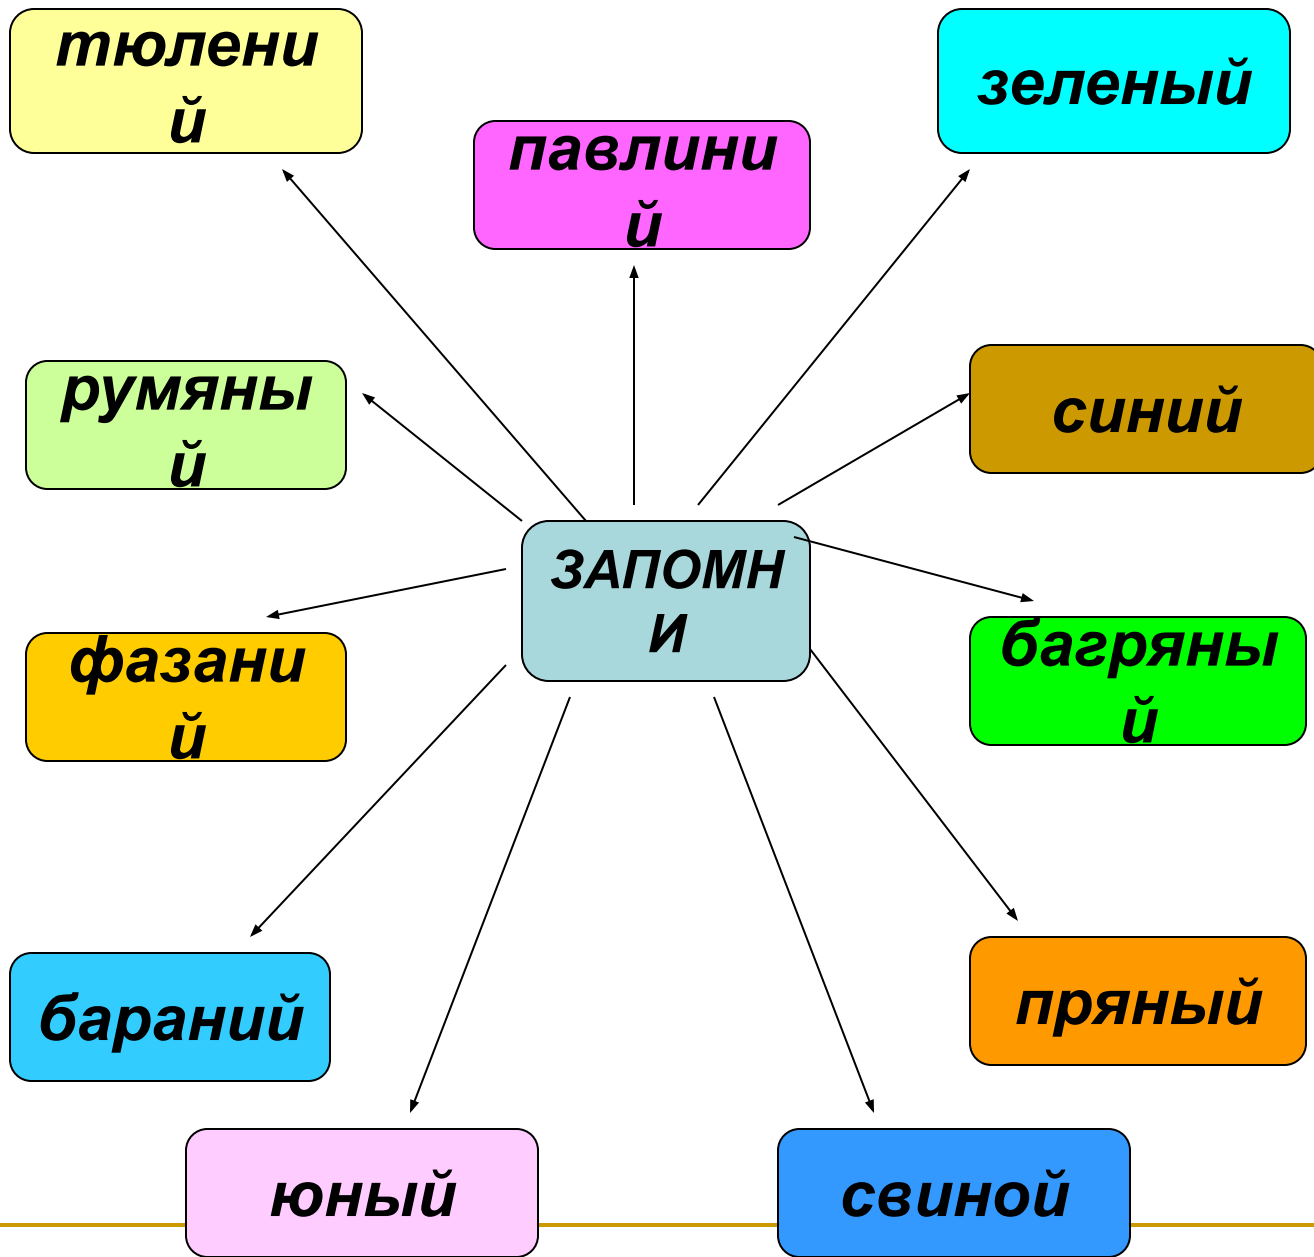 тюлени
й
зеленый
павлини
й
румяны
й
синий
ЗАПОМН
И
фазани
й
багряны
й
бараний
пряный
юный
свиной